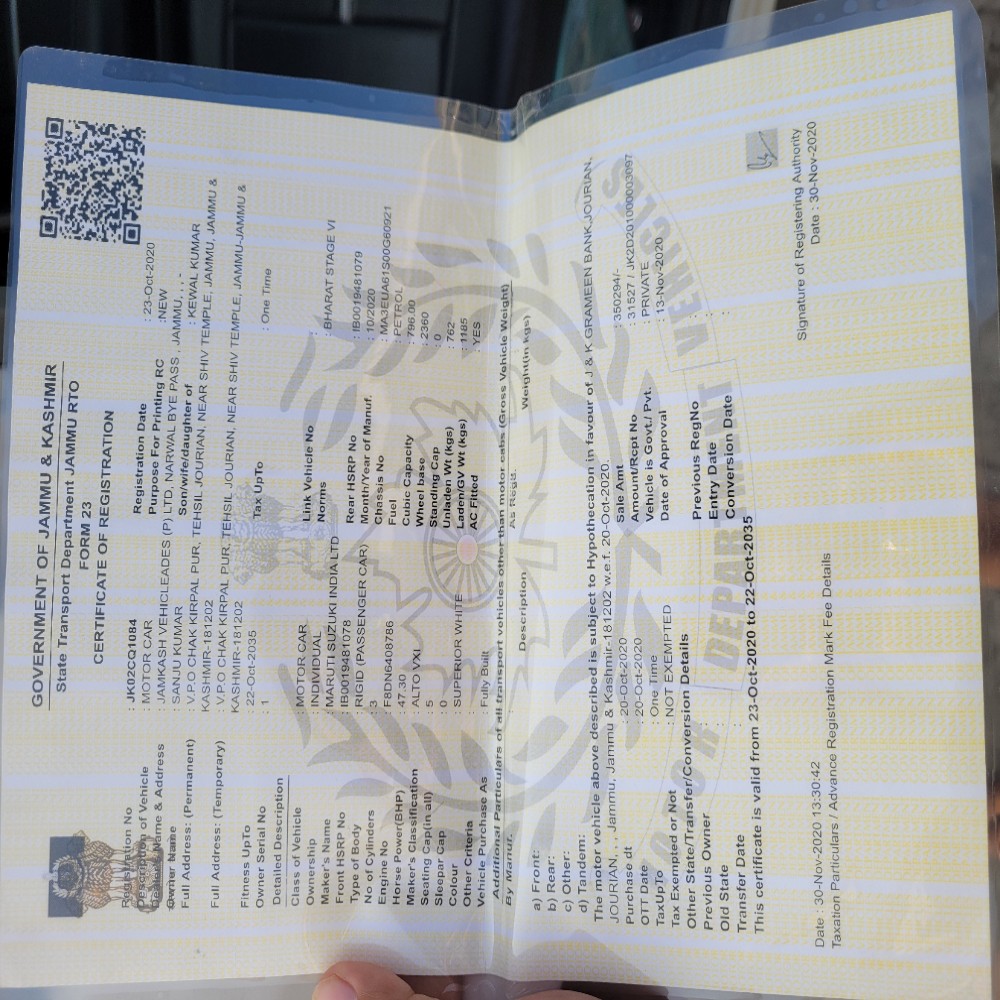 GOVERNMENT OF JAMMU & KASHMIR
State Transport Department JAMMU RTO
FORM 23
CERTIFICATE OF REGISTRATION
Registration No : JK02CQ1084 Registration Date : 23-Oct-2020
Description of Vehicle : MOTOR CAR Purpose For Printing RC : NEW
Dealer's Name & Address : JAMKASH VEHICLEADES (P) LTD, NARWAL BYE PASS , JAMMU, , , -
Owner Name : SANJU KUMAR Son/wife/daughter of : KEWAL KUMAR
Full Address: (Permanent) : V.P.O CHAK KIRPAL PUR, TEHSIL JOURIAN, NEAR SHIV TEMPLE, JAMMU, JAMMU &
KASHMIR-181202
Full Address: (Temporary) : V.P.O CHAK KIRPAL PUR, TEHSIL JOURIAN, NEAR SHIV TEMPLE, JAMMU-JAMMU &
KASHMIR-181202
Fitness UpTo : 22-Oct-2035 Tax UpTo : One Time
Owner Serial No : 1
Detailed Description
Class of Vehicle : MOTOR CAR Link Vehicle No
Ownership : INDIVIDUAL Norms : BHARAT STAGE VI
Maker's Name : MARUTI SUZUKI INDIA LTD
Front HSRP No : IB0019481078 Rear HSRP No : IB0019481079
Type of Body : RIGID (PASSENGER CAR) Month/Year of Manuf. : 10/2020
No of Cylinders : 3 Chassis No : MA3EUA61S00G60921
Engine No : F8DN6408786 Fuel : PETROL
Horse Power(BHP) : 47.30 Cubic Capacity : 796.00
Maker's Classification : ALTO VXI Wheel base : 2360
Seating Cap(in all) : 5 Standing Cap : 0
Sleepar Cap : 0 Unladen Wt (kgs) : 762
Colour : SUPERIOR WHITE Laden/GV Wt (kgs) : 1185
Other Criteria : AC Fitted : YES
Vehicle Purchase As : Fully Built
Additional Particulars of all transport vehicles other than motor cabs (Gross Vehicle Weight)
By Manuf. : As Regd.
Description Weight(in kgs)
a) Front:
b) Rear:
c) Other:
d) Tandem:
The motor vehicle above described is subject to Hypothecation in favour of J & K GRAMEEN BANK,JOURIAN,
JOURIAN, , , Jammu, Jammu & Kashmir-181202 w.e.f. 20-Oct-2020.
Purchase dt : 20-Oct-2020 Sale Amt : 350294/-
OTT Date : 20-Oct-2020 Amount/Rcpt No : 31527 / JK2D201000003097
TaxUpTo : One Time Vehicle is Govt./ Pvt. : PRIVATE
Tax Exempted or Not : NOT EXEMPTED Date of Approval : 13-Nov-2020
Other State/Transfer/Conversion Details
Previous Owner : Previous RegNo :
Old State : Entry Date :
Transfer Date : Conversion Date :
This certificate is valid from 23-Oct-2020 to 22-Oct-2035
Signature of Registering Authority
Date : 30-Nov-2020 13:30:42 Date : 30-Nov-2020
Taxation Particulars / Advance Registration Mark Fee Details